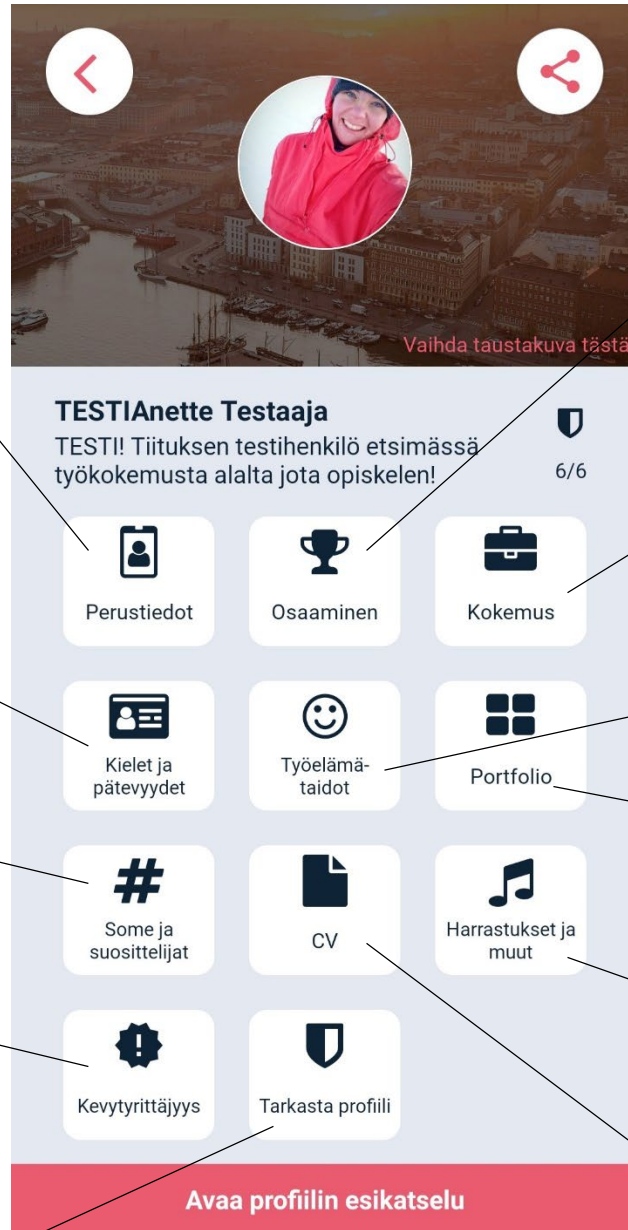 Vaihda taustakuva tästä
TESTIAnette Testaaja
TESTI! Tiituksen testihenkilö etsimässä
työkokemusta alalta jota opiskelen!
6/6
Perustiedot
Osaaminen
Kokemus
Kielet ja
pätevyydet
Työelämä-
taidot
Portfolio
Some ja
suosittelijat
CV
Harrastukset ja
muut
Kevytyrittäjyys
Tarkasta profiili
Avaa profiilin esikatselu